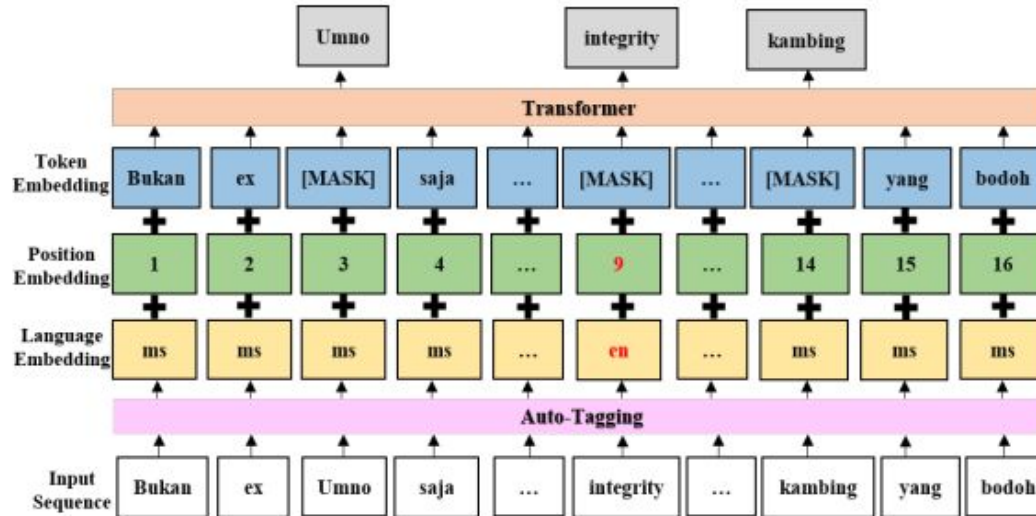 Umno integrity kambing
Transformer
Token Embedding Bukan ex [MASK] saja ... [MASK] ... [MASK] yang bodoh
Position Embedding 1 2 3 4 ... 9 ... 14 15 16
Language Embedding ms ms ms ms ... en ... ms ms ms
Auto-Tagging
Input Sequence Bukan ex Umno saja ... integrity ... kambing yang bodoh